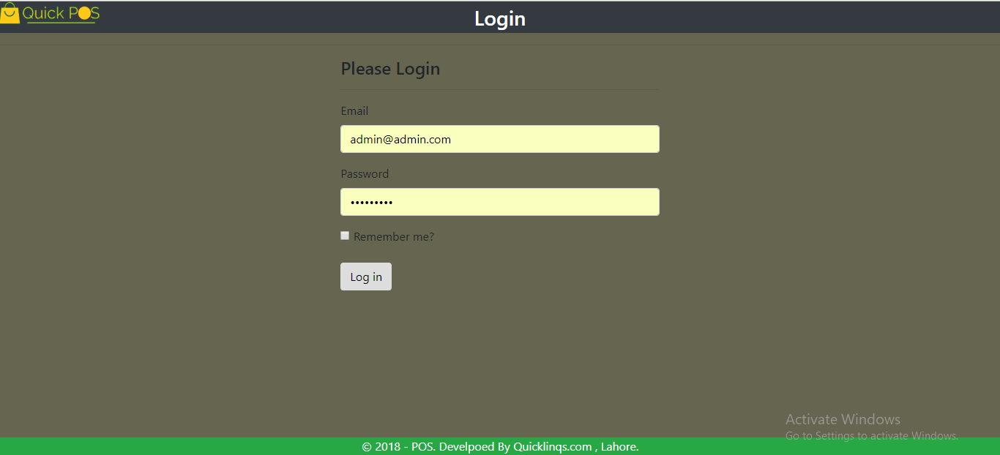 Quick POS
Login
Please Login
Email
admin@admin.com
Password
•••••••••
Remember me?
Log in
Activate Windows
Go to Settings to activate Windows.
© 2018 - POS. Develpoed By Quicklinqs.com , Lahore.